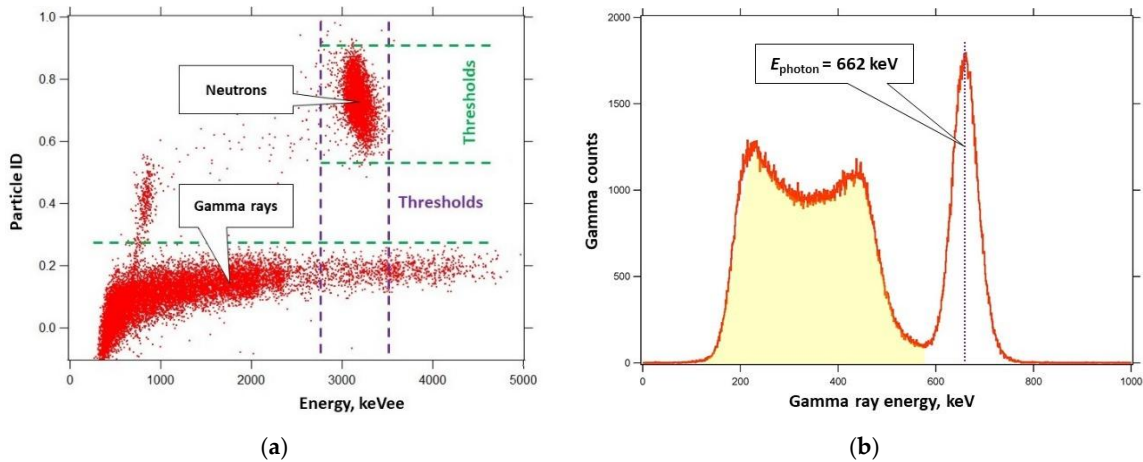 1.0
0.8
0.6
0.4
0.2
0.0
Particle ID
Neutrons
Gamma rays
Thresholds
Thresholds
0
1000
2000
3000
4000
5000
Energy, keVee
(a)
2000
1500
1000
500
0
Gamma counts
E photon = 662 keV
0
200
400
600
800
1000
Gamma ray energy, keV
(b)